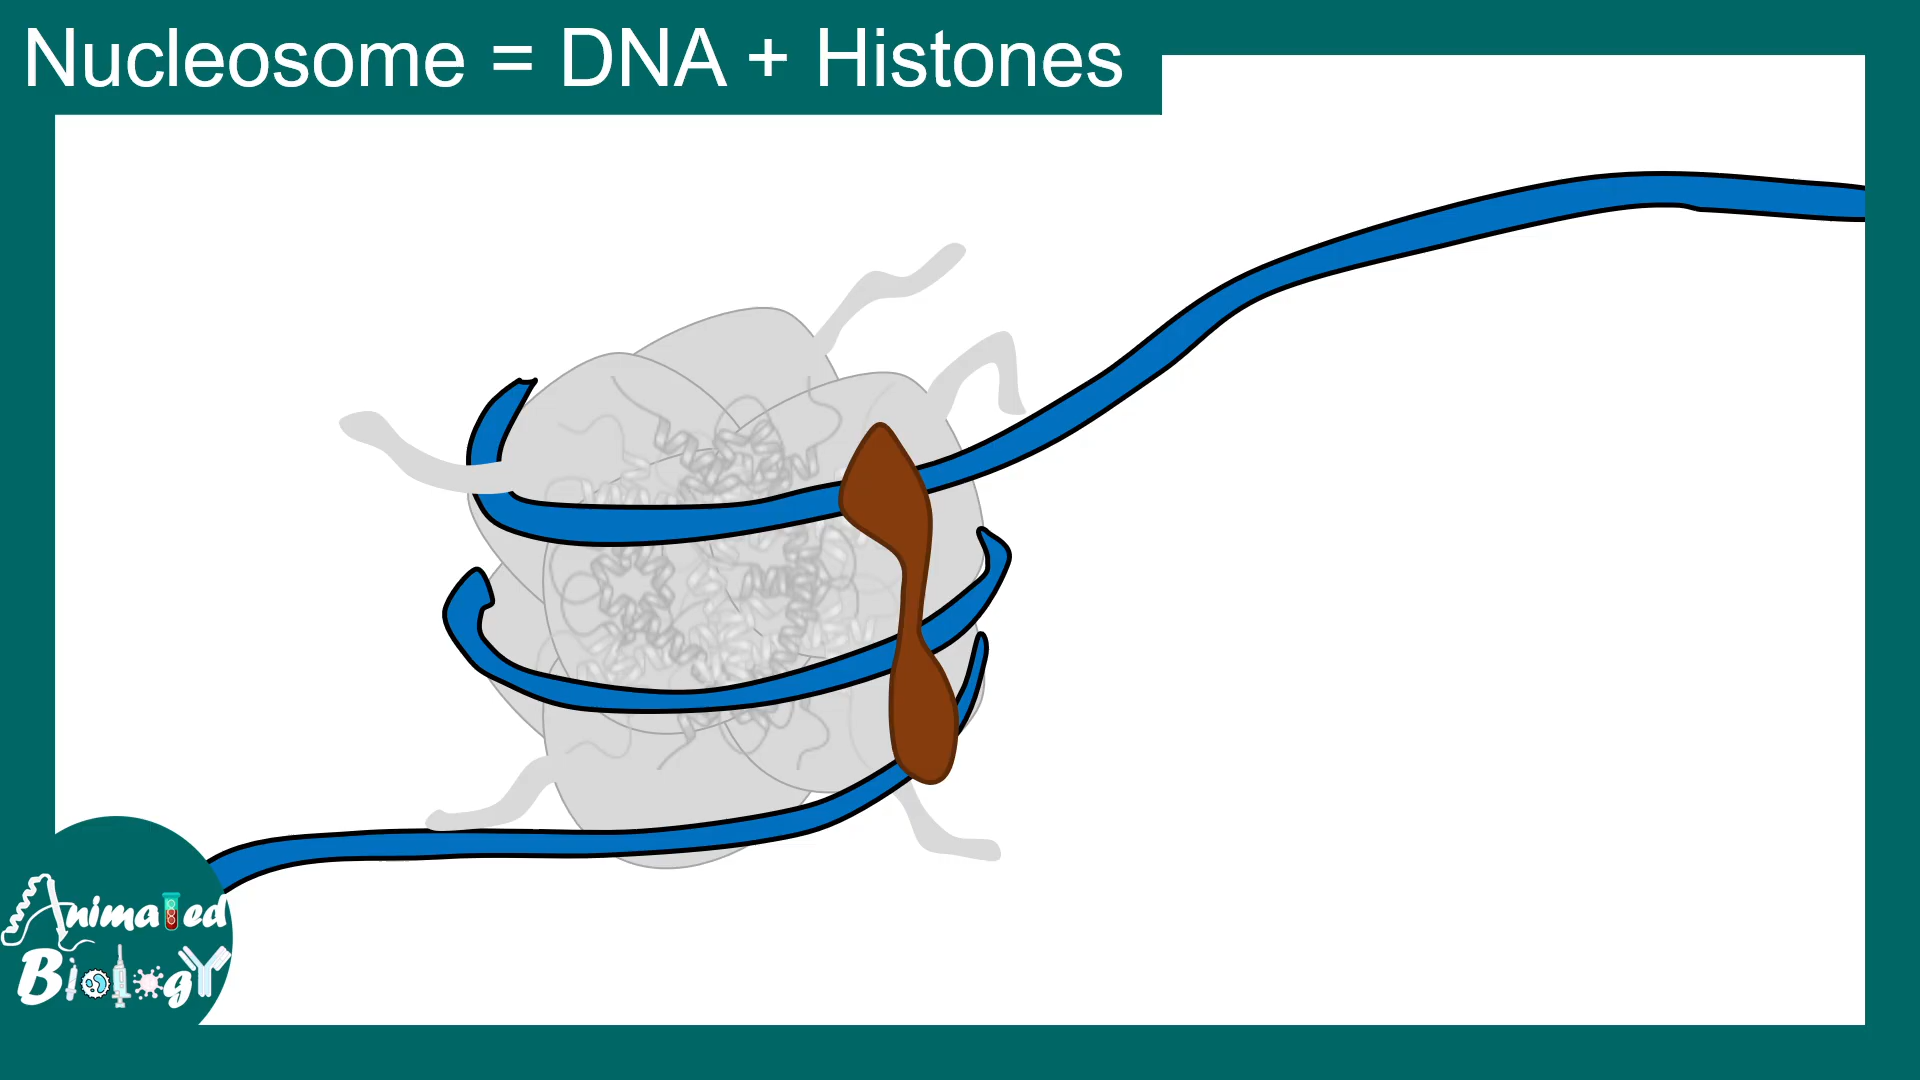 Nucleosome = DNA + Histones
Animated
Biology